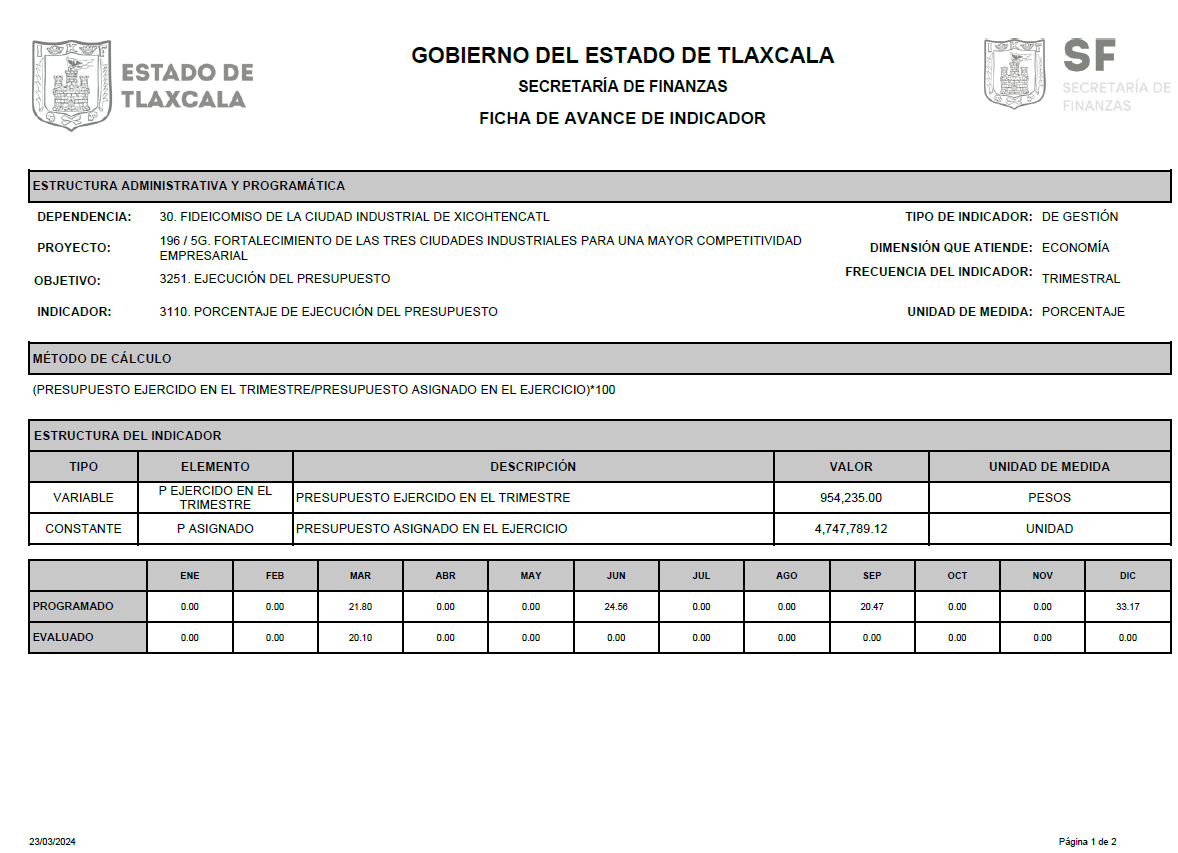 ESTADO DE
TLAXCALA
GOBIERNO DEL ESTADO DE TLAXCALA
SECRETARÍA DE FINANZAS
FICHA DE AVANCE DE INDICADOR
SF
SECRETARÍA DE
FINANZAS
ESTRUCTURA ADMINISTRATIVA Y PROGRAMÁTICA
DEPENDENCIA: 30. FIDEICOMISO DE LA CIUDAD INDUSTRIAL DE XICOHTENCATL TIPO DE INDICADOR: DE GESTIÓN
PROYECTO: 196 / 5G. FORTALECIMIENTO DE LAS TRES CIUDADES INDUSTRIALES PARA UNA MAYOR COMPETITIVIDAD
EMPRESARIAL DIMENSIÓN QUE ATIENDE: ECONOMÍA
OBJETIVO: 3251. EJECUCIÓN DEL PRESUPUESTO FRECUENCIA DEL INDICADOR: TRIMESTRAL
INDICADOR: 3110. PORCENTAJE DE EJECUCIÓN DEL PRESUPUESTO UNIDAD DE MEDIDA: PORCENTAJE
MÉTODO DE CÁLCULO
(PRESUPUESTO EJERCIDO EN EL TRIMESTRE/PRESUPUESTO ASIGNADO EN EL EJERCICIO)*100
ESTRUCTURA DEL INDICADOR
TIPO ELEMENTO DESCRIPCIÓN VALOR UNIDAD DE MEDIDA
VARIABLE P EJERCIDO EN EL
TRIMESTRE PRESUPUESTO EJERCIDO EN EL TRIMESTRE 954,235.00 PESOS
CONSTANTE P ASIGNADO PRESUPUESTO ASIGNADO EN EL EJERCICIO 4,747,789.12 UNIDAD
ENE FEB MAR ABR MAY JUN JUL AGO SEP OCT NOV DIC
PROGRAMADO 0.00 0.00 21.80 0.00 0.00 24.56 0.00 0.00 20.47 0.00 0.00 33.17
EVALUADO 0.00 0.00 20.10 0.00 0.00 0.00 0.00 0.00 0.00 0.00 0.00 0.00
23/03/2024 Página 1 de 2